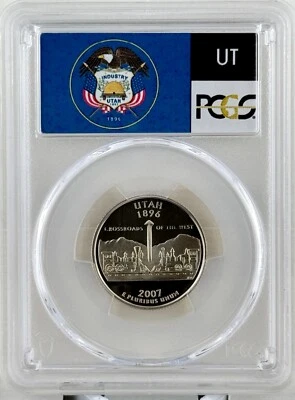 INDUSTRY
UTAH
1896
UT
PCGS
UTAH
1896
CROSSROADS OF THE WEST
2007
E PLURIBUS UNUM